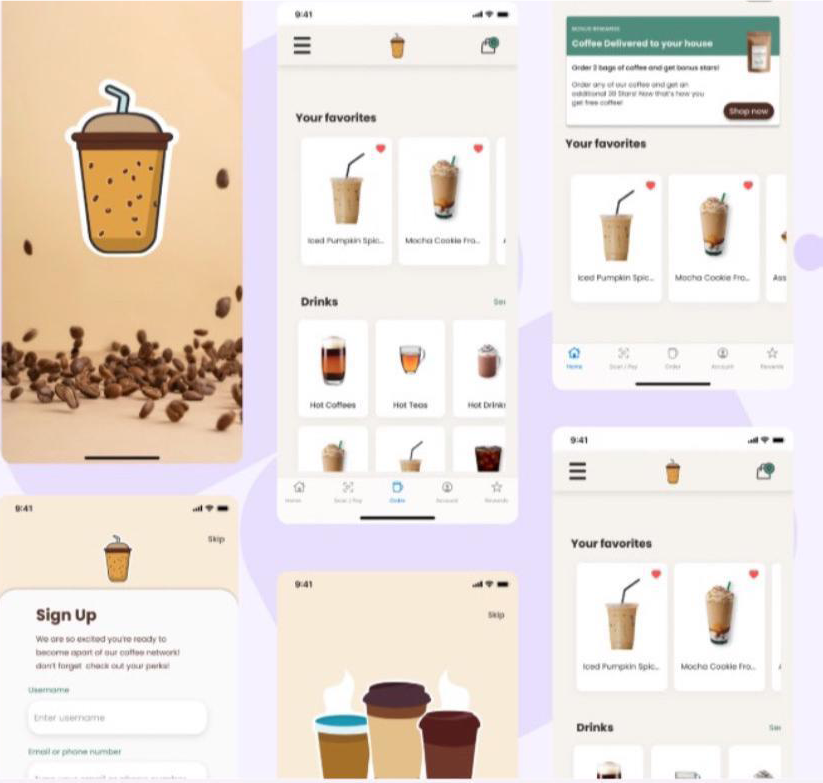 9:41
Your favorites
Iced Pumpkin Spic...
Mocha Cookie Fro...
Drinks
Hot Coffees
Hot Teas
Hot Drink
Home
Scan / Pay
Order
Account
Rewards
BONUS REWARDS
Coffee Delivered to your house
Order 2 bags of coffee and get bonus stars!
Order any of our coffee and get an
additional 20 Stars! Now that's how you
get free coffee!
Shop now
Your favorites
Iced Pumpkin Spic...
Mocha Cookie Fro...
Ass
Home
Scan / Pay
Order
Account
Rewards
9:41
Skip
Sign Up
We are so excited you're ready to
become apart of our coffee network!
don't forget check out your perks!
Username
Enter username
Email or phone number
9:41
Skip
9:41
Your favorites
Iced Pumpkin Spic...
Mocha Cookie Fro...
Drinks